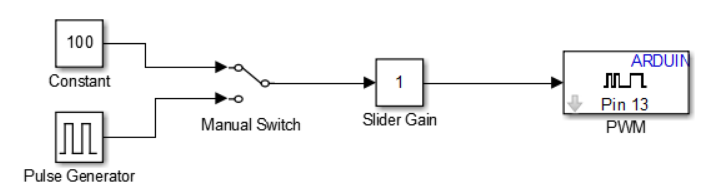 100
Constant
Pulse Generator
Manual Switch
1
Slider Gain
ARDUIN
Pin 13
PWM